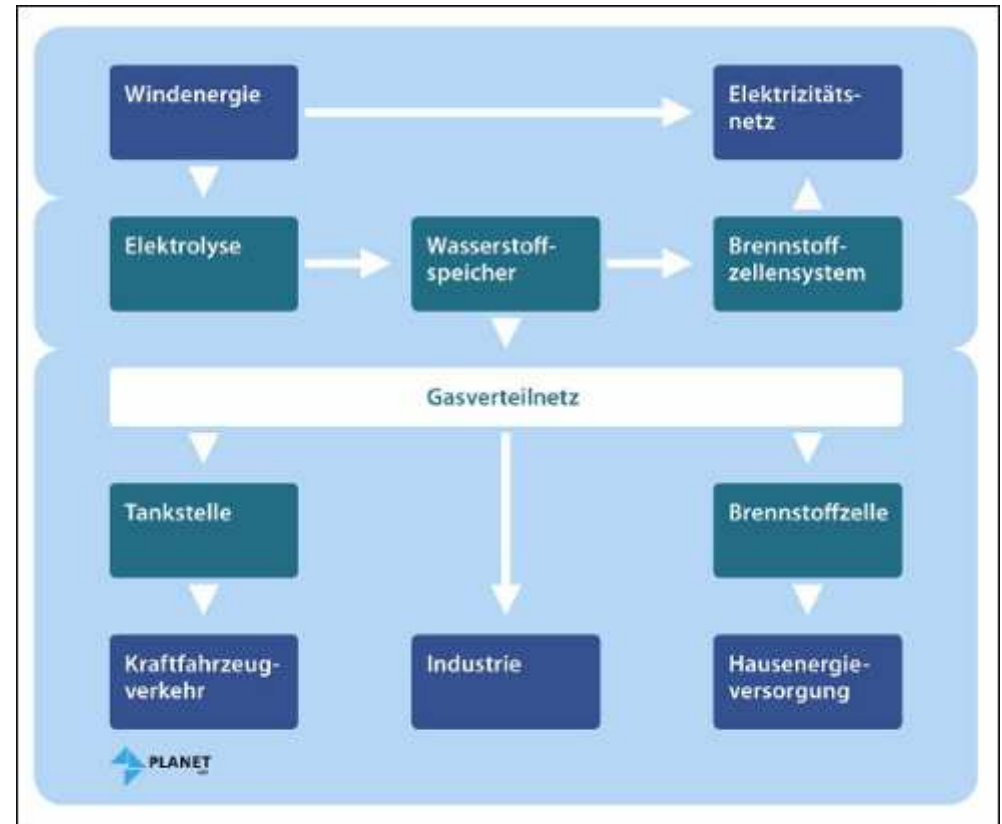 Windenergie
Elektrizitäts-
netz
Elektrolyse
Wasserstoff-
speicher
Brennstoff-
zellensystem
Gasverteilnetz
Tankstelle
Brennstoffzelle
Kraftfahrzeug-
verkehr
Industrie
Hausenergie-
versorgung
PLANET